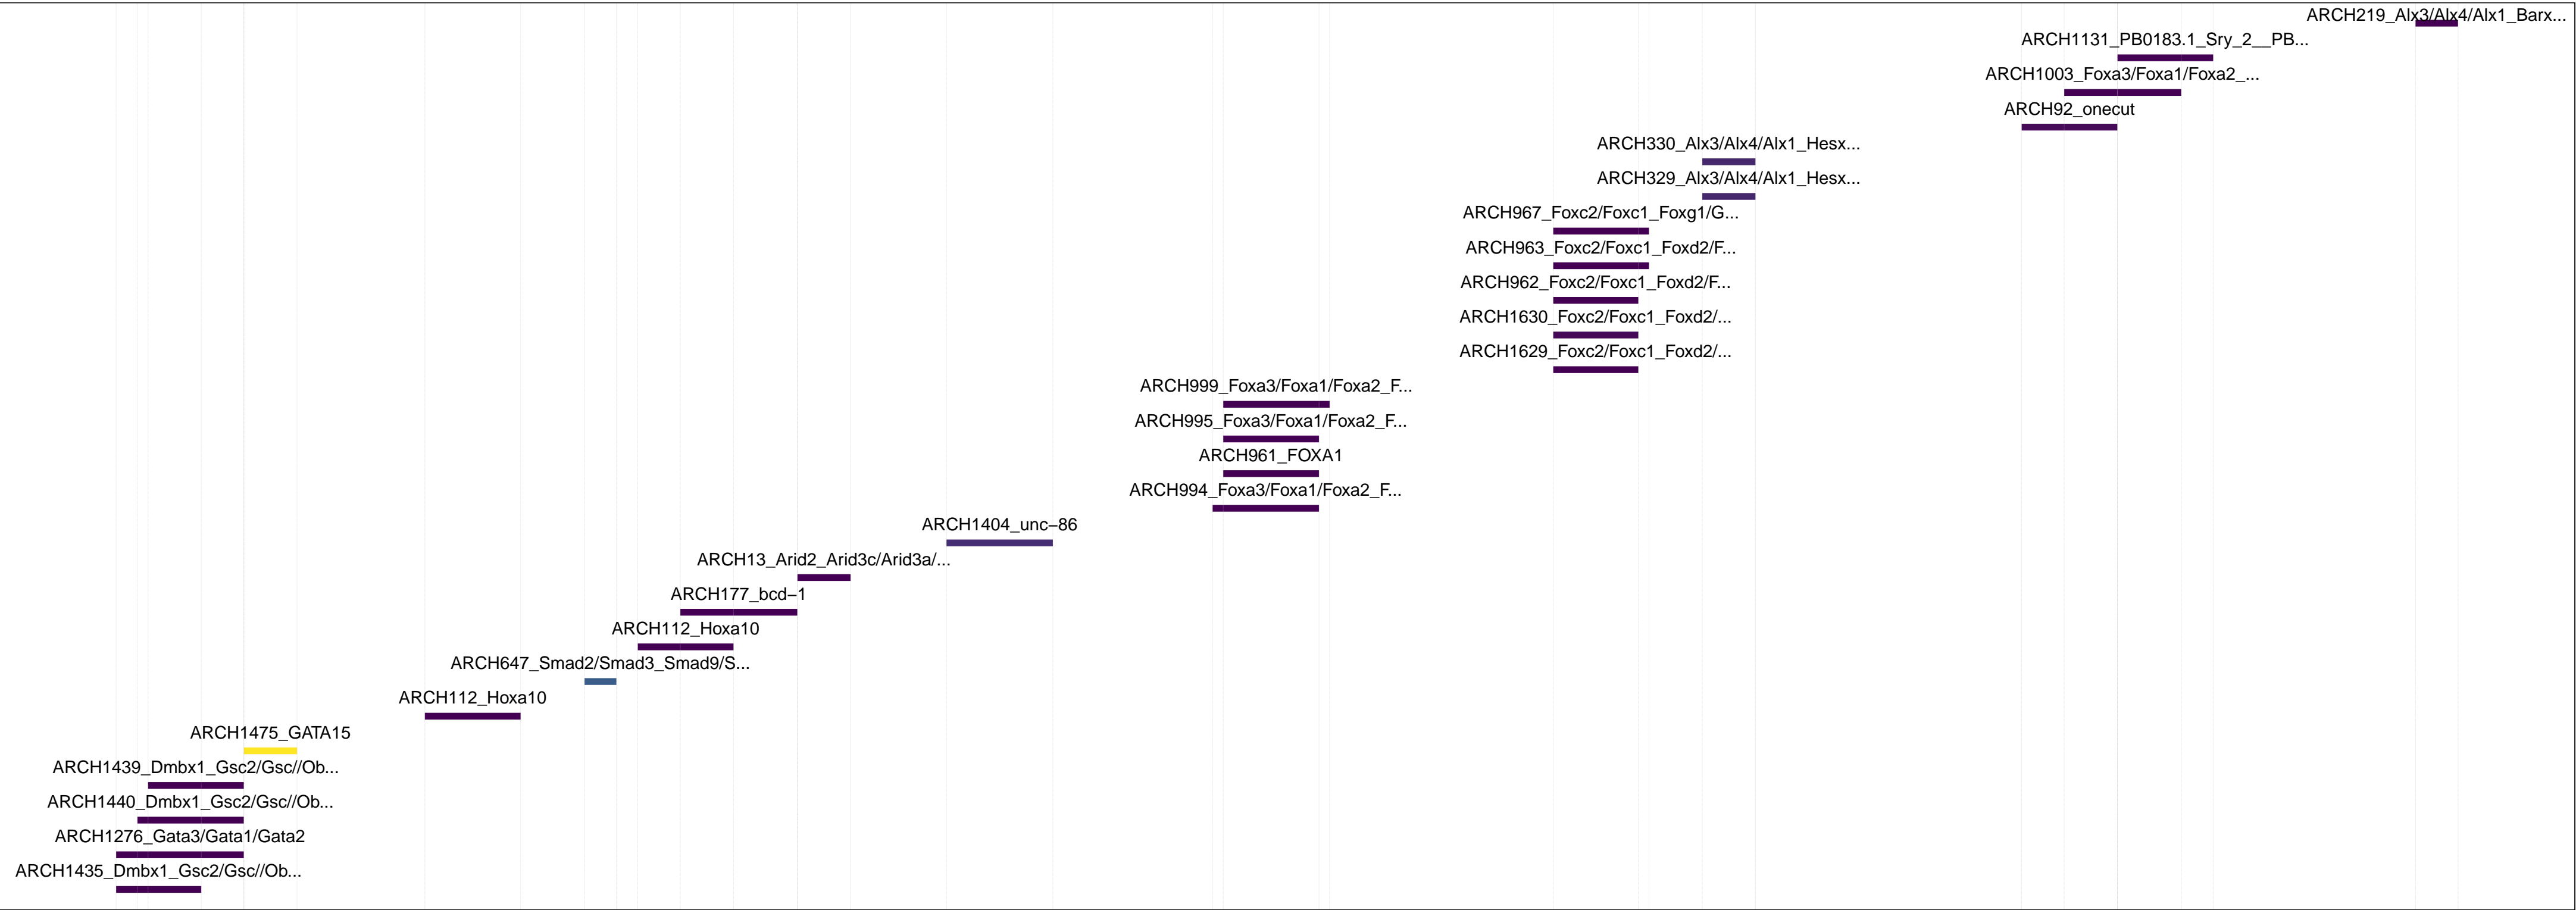 ARCH219_Alx3/Alx4/Alx1_Barx...
ARCH1131_PB0183.1_Sry_2__PB...
ARCH1003_Foxa3/Foxa1/Foxa2_...
ARCH92_onecut
ARCH330_Alx3/Alx4/Alx1_Hesx...
ARCH329_Alx3/Alx4/Alx1_Hesx...
ARCH967_Foxc2/Foxc1_Foxg1/G...
ARCH963_Foxc2/Foxc1_Foxd2/F...
ARCH962_Foxc2/Foxc1_Foxd2/F...
ARCH1630_Foxc2/Foxc1_Foxd2/...
ARCH1629_Foxc2/Foxc1_Foxd2/...
ARCH999_Foxa3/Foxa1/Foxa2_F...
ARCH995_Foxa3/Foxa1/Foxa2_F...
ARCH961_FOXA1
ARCH994_Foxa3/Foxa1/Foxa2_F...
ARCH1404_unc−86
ARCH13_Arid2_Arid3c/Arid3a/...
ARCH177_bcd−1
ARCH112_Hoxa10
ARCH647_Smad2/Smad3_Smad9/S...
ARCH112_Hoxa10
ARCH1475_GATA15
ARCH1439_Dmbx1_Gsc2/Gsc//Ob...
ARCH1440_Dmbx1_Gsc2/Gsc//Ob...
ARCH1276_Gata3/Gata1/Gata2
ARCH1435_Dmbx1_Gsc2/Gsc//Ob...